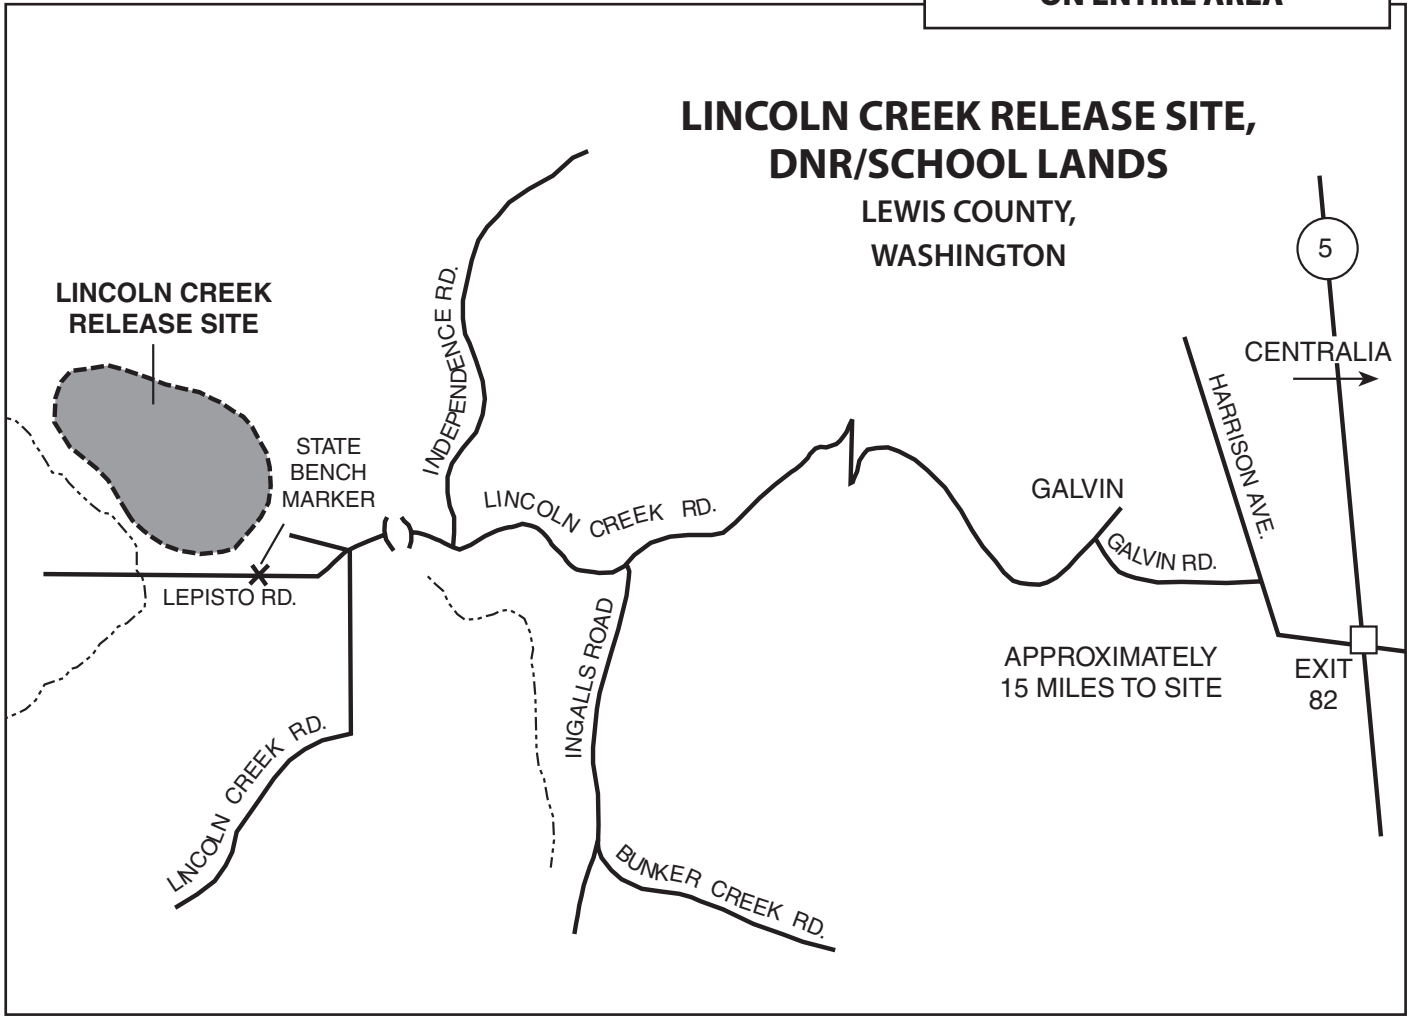 ON ENTIRE AREA
LINCOLN CREEK RELEASE SITE,
DNR/SCHOOL LANDS
LEWIS COUNTY,
WASHINGTON
5
CENTRALIA
HARRISON AVE.
LINCOLN CREEK
RELEASE SITE
INDEPENDENCE RD.
STATE
BENCH
MARKER
LINCOLN CREEK RD.
GALVIN
GALVIN RD.
LEPISTO RD.
INGALLS ROAD
APPROXIMATELY
15 MILES TO SITE
EXIT
82
LINCOLN CREEK RD.
BUNKER CREEK RD.